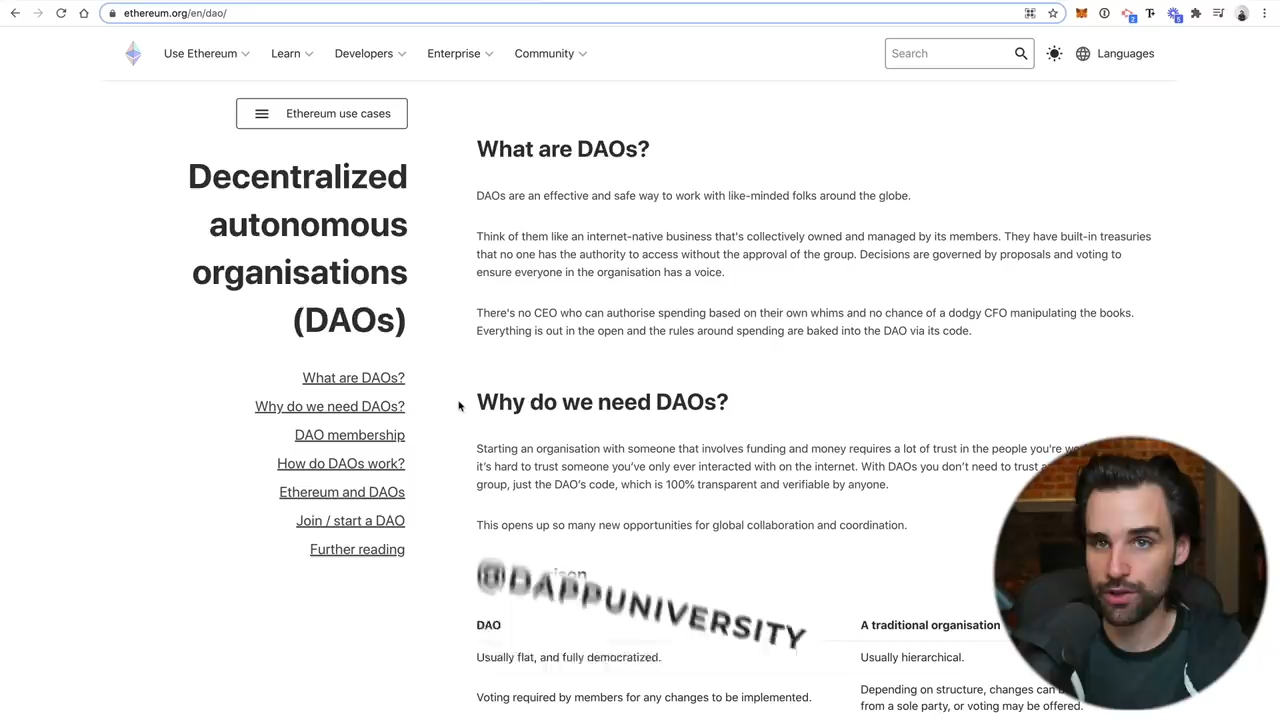 ethereum.org/en/dao/
Use Ethereum
Learn
Developers
Enterprise
Community
Search
Languages
Ethereum use cases
Decentralized
autonomous
organisations
(DAOs)
What are DAOs?
Why do we need DAOs?
DAO membership
How do DAOs work?
Ethereum and DAOs
Join / start a DAO
Further reading
What are DAOs?
DAOs are an effective and safe way to work with like-minded folks around the globe.
Think of them like an internet-native business that's collectively owned and managed by its members. They have built-in treasuries
that no one has the authority to access without the approval of the group. Decisions are governed by proposals and voting to
ensure everyone in the organisation has a voice.
There's no CEO who can authorise spending based on their own whims and no chance of a dodgy CFO manipulating the books.
Everything is out in the open and the rules around spending are baked into the DAO via its code.
Why do we need DAOs?
Starting an organisation with someone that involves funding and money requires a lot of trust in the people you're
it's hard to trust someone you've only ever interacted with on the internet. With DAOs you don't need to trust
group, just the DAO's code, which is 100% transparent and verifiable by anyone.
This opens up so many new opportunities for global collaboration and coordination.
@DAPPUNIVERSITY
DAO
A traditional organisation
Usually flat, and fully democratized.
Usually hierarchical.
Voting required by members for any changes to be implemented.
Depending on structure, changes can
from a sole party, or voting may be offered.